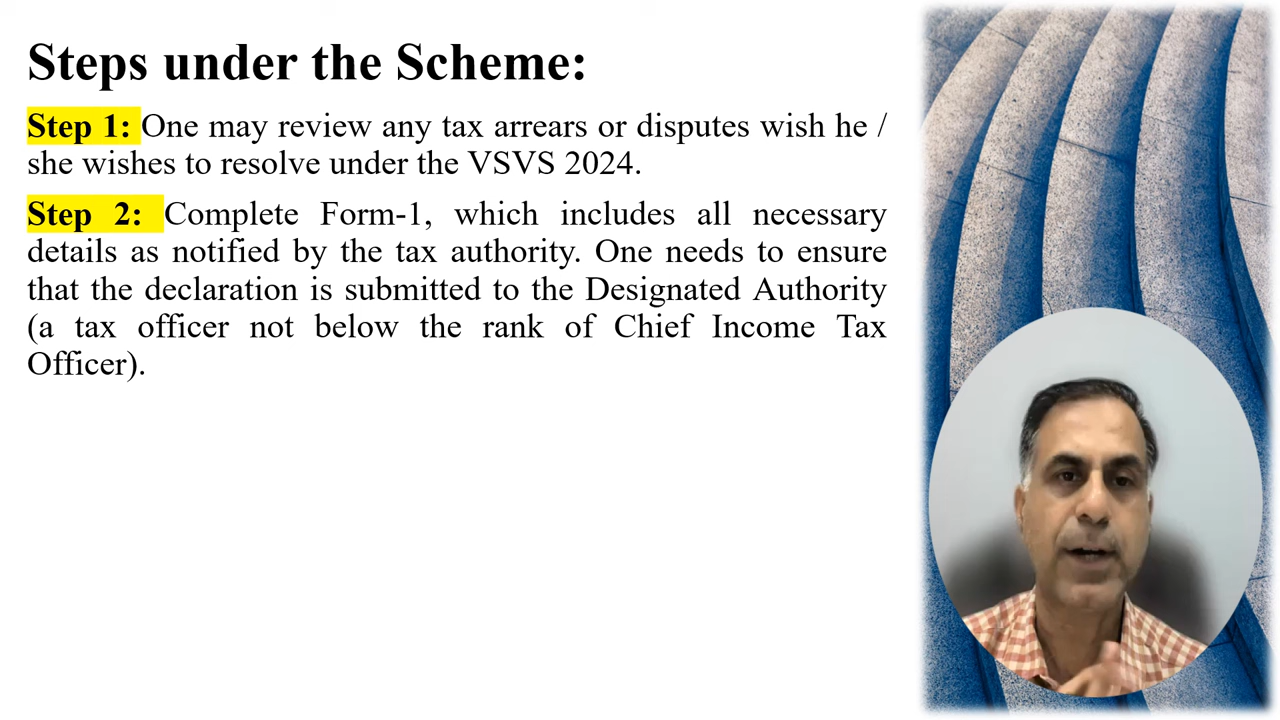 Steps under the Scheme:
Step 1: One may review any tax arrears or disputes wish he /
she wishes to resolve under the VSVS 2024.
Step 2: Complete Form-1, which includes all necessary
details as notified by the tax authority. One needs to ensure
that the declaration is submitted to the Designated Authority
(a tax officer not below the rank of Chief Income Tax
Officer).